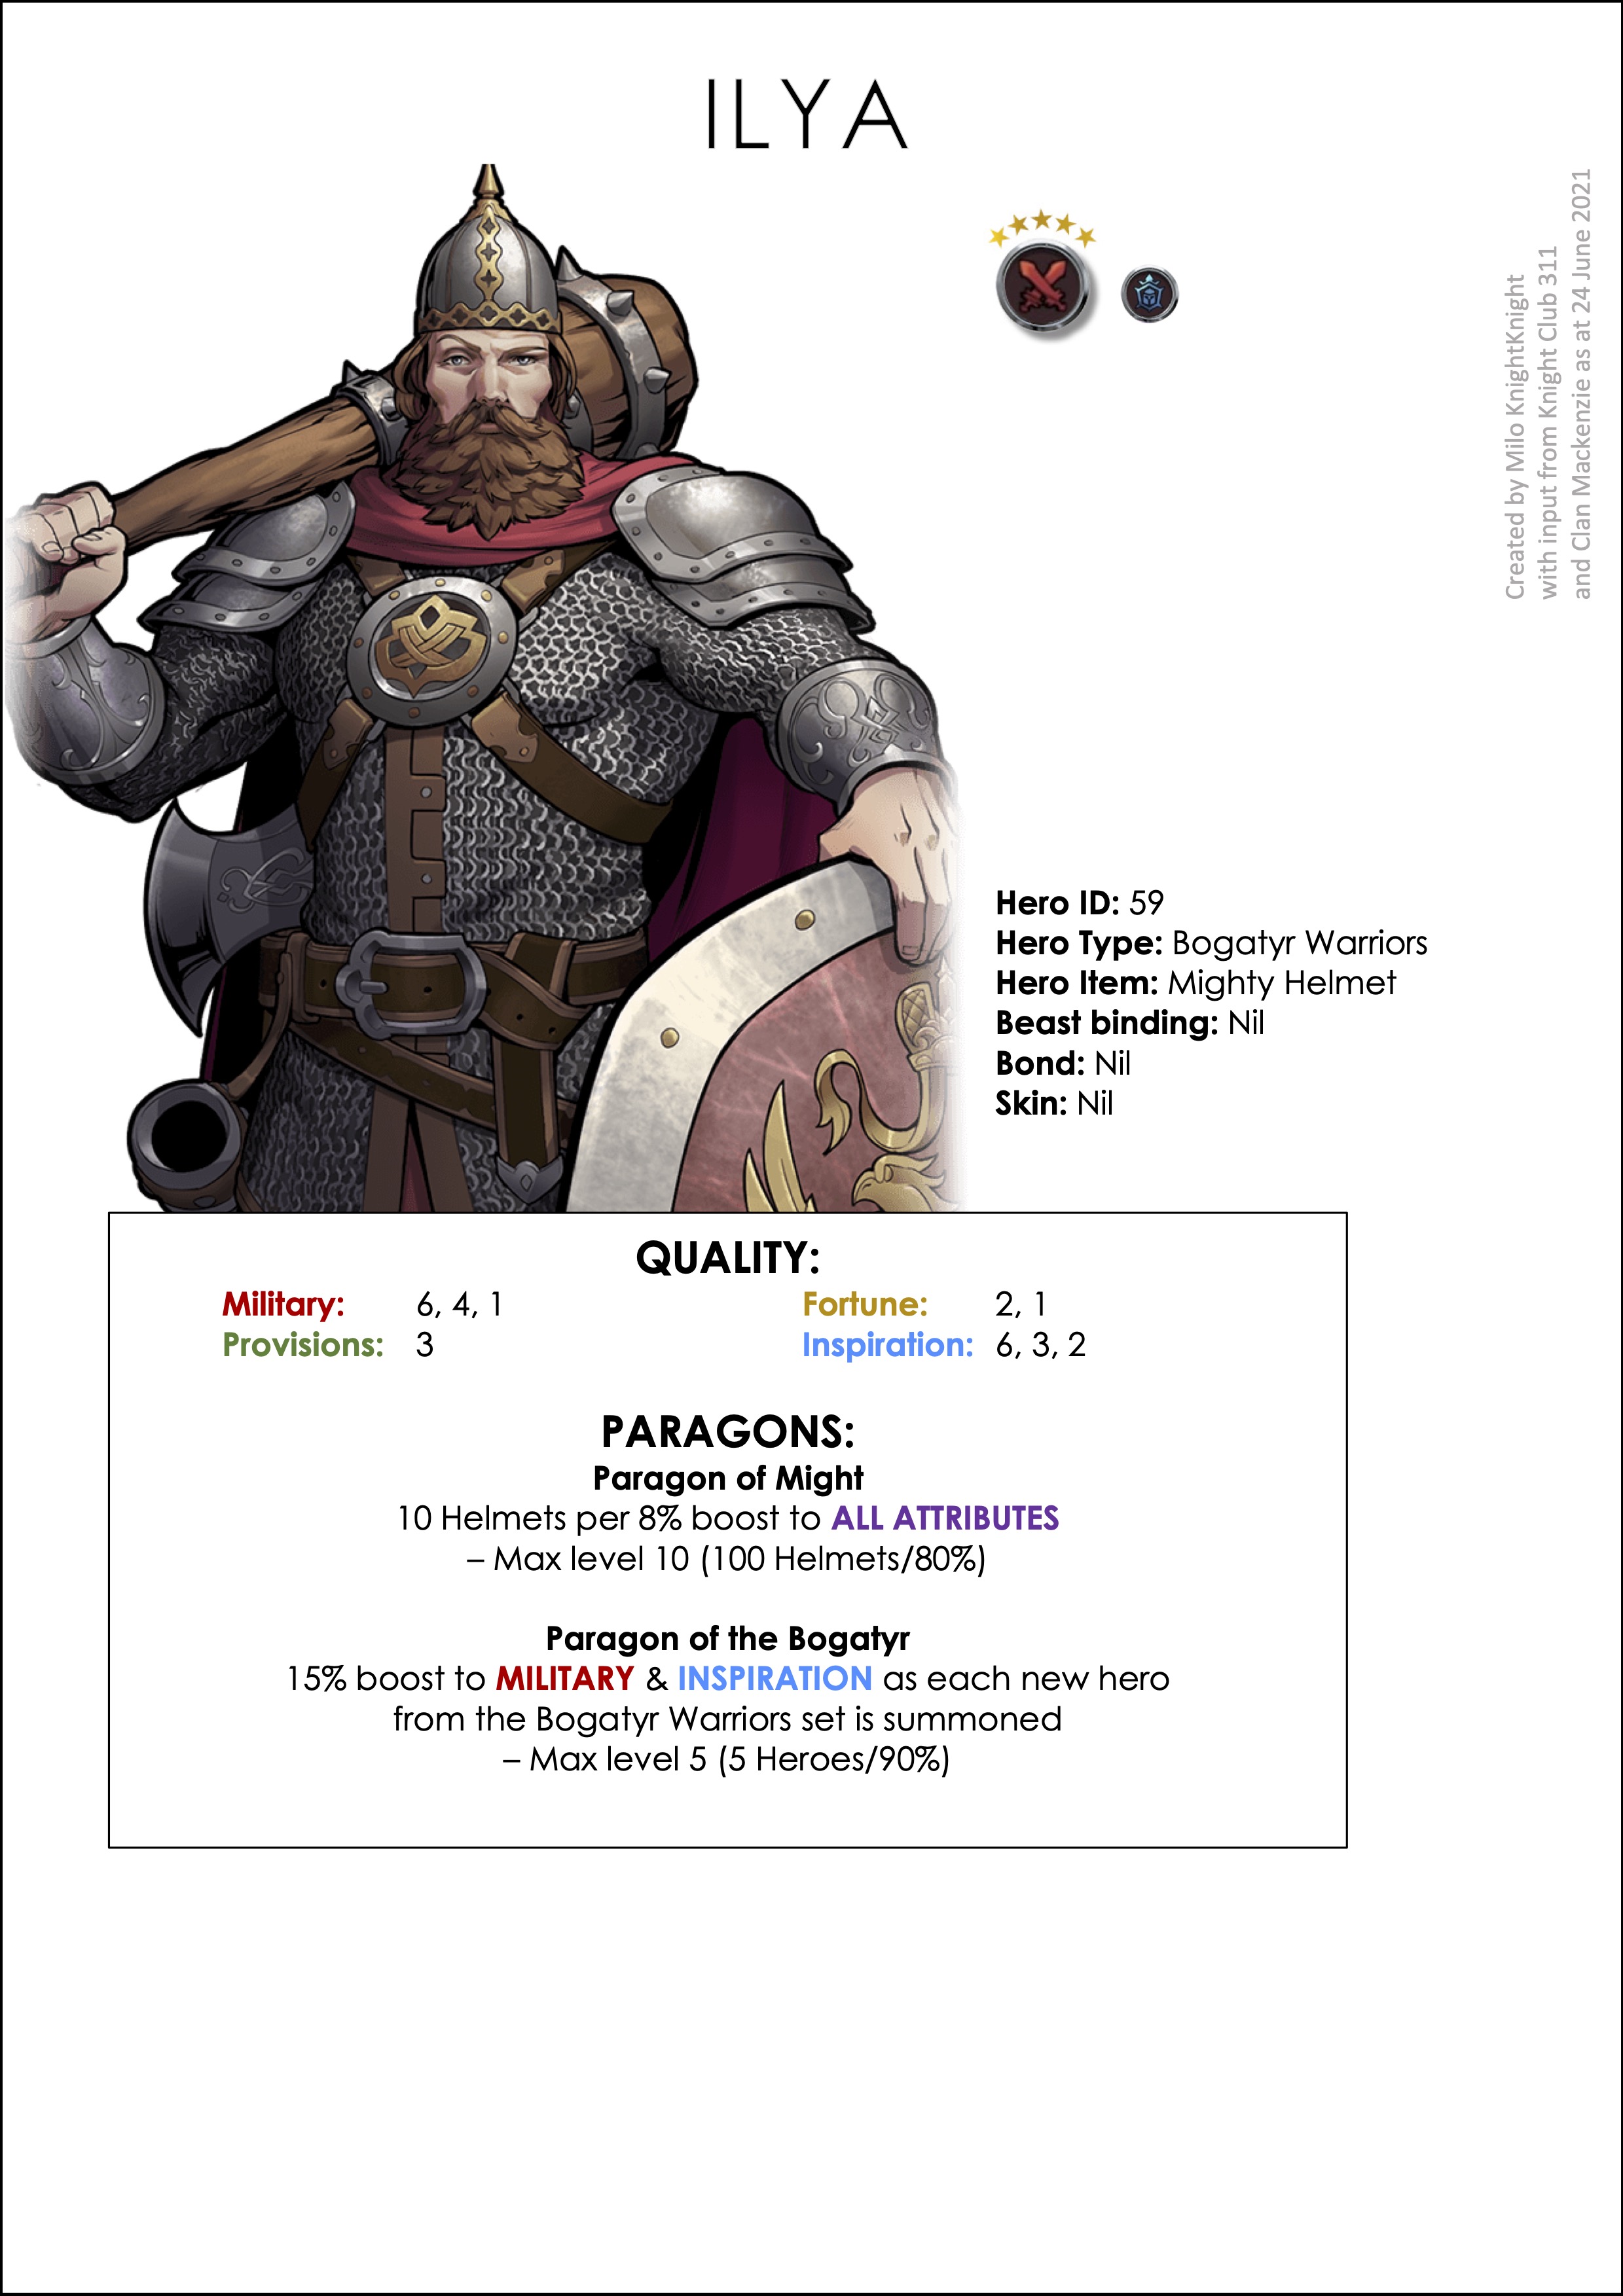 ILYA
Created by Milo KnightKnight
with input from Knight Club 311
and Clan Mackenzie as at 24 June 2021
Hero ID: 59
Hero Type: Bogatyr Warriors
Hero Item: Mighty Helmet
Beast binding: Nil
Bond: Nil
Skin: Nil
QUALITY:
Military: 6, 4, 1 Fortune: 2, 1
Provisions: 3 Inspiration: 6, 3, 2
PARAGONS:
Paragon of Might
10 Helmets per 8% boost to ALL ATTRIBUTES
– Max level 10 (100 Helmets/80%)
Paragon of the Bogatyr
15% boost to MILITARY & INSPIRATION as each new hero
from the Bogatyr Warriors set is summoned
– Max level 5 (5 Heroes/90%)